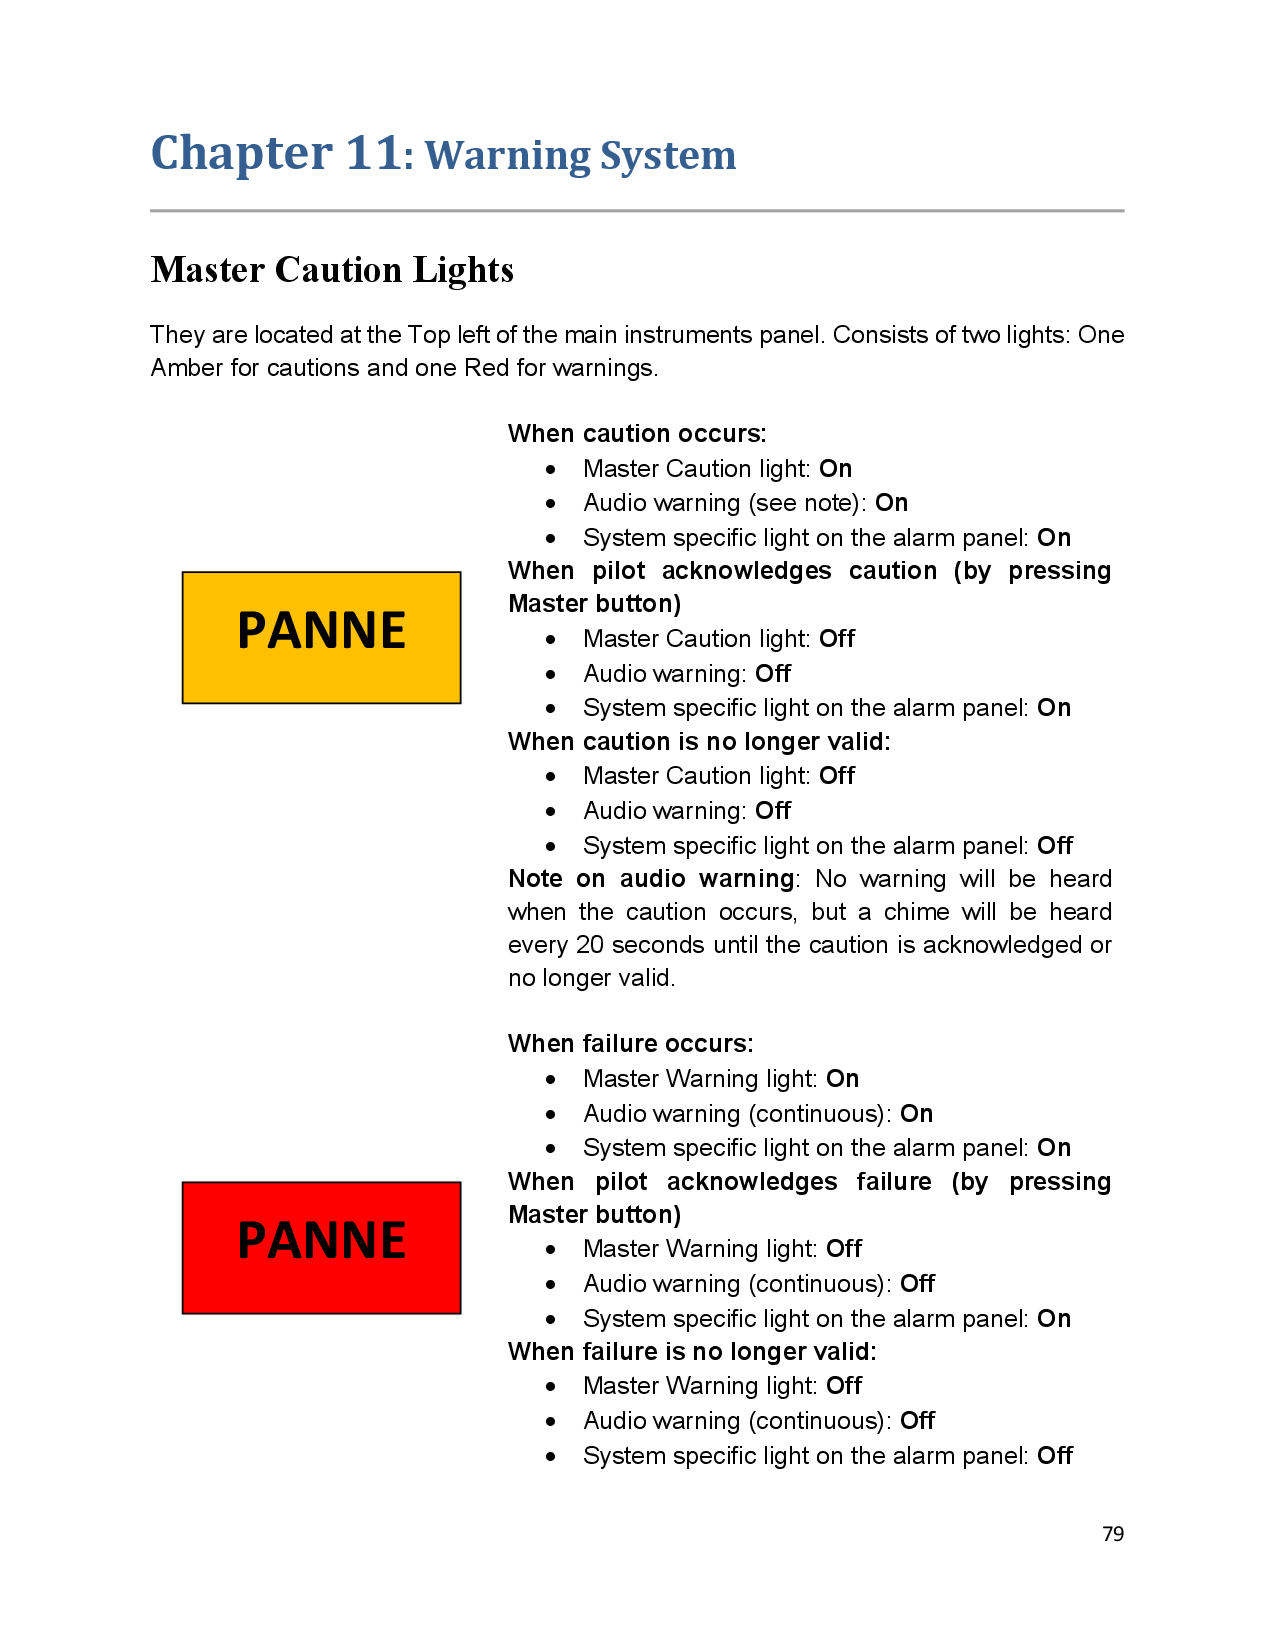 Chapter 11: Warning System
Master Caution Lights
They are located at the Top left of the main instruments panel. Consists of two lights: One
Amber for cautions and one Red for warnings.
When caution occurs:
• Master Caution light: On
• Audio warning (see note): On
• System specific light on the alarm panel: On
When pilot acknowledges caution (by pressing
Master button)
• Master Caution light: Off
• Audio warning: Off
• System specific light on the alarm panel: On
When caution is no longer valid:
• Master Caution light: Off
• Audio warning: Off
• System specific light on the alarm panel: Off
Note on audio warning: No warning will be heard
when the caution occurs, but a chime will be heard
every 20 seconds until the caution is acknowledged or
no longer valid.
PANNE
When failure occurs:
• Master Warning light: On
• Audio warning (continuous): On
• System specific light on the alarm panel: On
When pilot acknowledges failure (by pressing
Master button)
• Master Warning light: Off
• Audio warning (continuous): Off
• System specific light on the alarm panel: On
When failure is no longer valid:
• Master Warning light: Off
• Audio warning (continuous): Off
• System specific light on the alarm panel: Off
PANNE
79